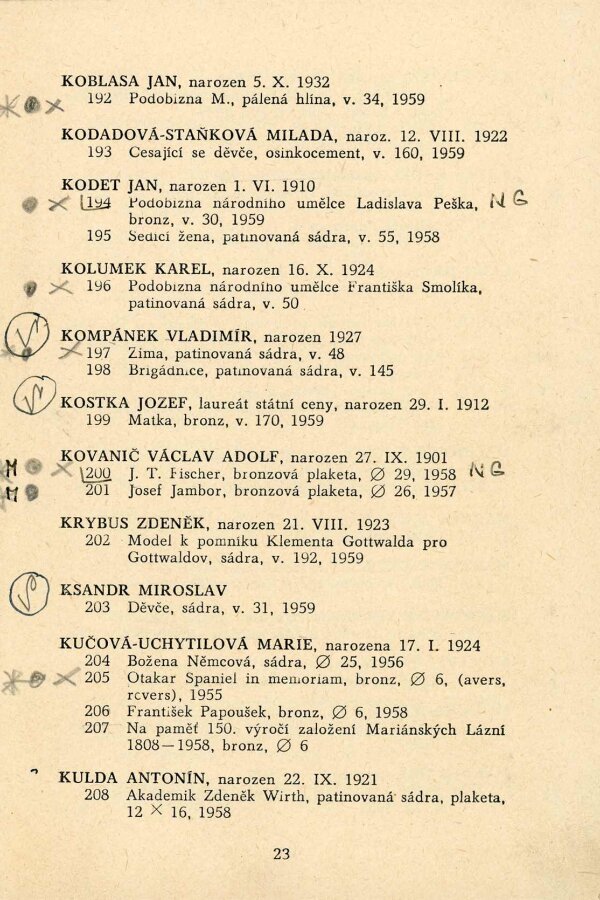 KOBLASA JAN, narozen 5. X. 1932
192 Podobizna M., pálená hlína, v. 34, 1959
KODADOVÁ-STAŇKOVÁ MILADA, naroz. 12. VIII. 1922
193 Česající se děvče, osinkocement, v. 160, 1959
KODET JAN, narozen 1. VI. 1910
194 Podobizna národního umělce Ladislava Peška, NG
bronz, v. 30, 1959
195 Sedící žena, patinovaná sádra, v. 55, 1958
KOLUMEK KAREL, narozen 16. X. 1924
196 Podobizna národního umělce Františka Smolíka,
patinovaná sádra, v. 50
KOMPÁNEK VLADIMÍR, narozen 1927
197 Zima, patinovaná sádra, v. 48
198 Brigádnice, patinovaná sádra, v. 145
KOSTKA JOZEF, laureát státní ceny, narozen 29. I. 1912
199 Matka, bronz, v. 170, 1959
KOVANIČ VÁCLAV ADOLF, narozen 27. IX. 1901
M 200 J. T. Fischer, bronzová plaketa, ∅ 29, 1958 NG
M 201 Josef Jambor, bronzová plaketa, ∅ 26, 1957
KRYBUS ZDENĚK, narozen 21. VIII. 1923
202 Model k pomníku Klementa Gottwalda pro
Gottwaldov, sádra, v. 192, 1959
KSANDR MIROSLAV
203 Děvče, sádra, v. 31, 1959
KUČOVÁ-UCHYTILOVÁ MARIE, narozena 17. I. 1924
204 Božena Němcová, sádra, ∅ 25, 1956
205 Otakar Španiel in memoriam, bronz, ∅ 6, (avers,
revers), 1955
206 František Papoušek, bronz, ∅ 6, 1958
207 Na paměť 150. výročí založení Mariánských Lázní
1808—1958, bronz, ∅ 6
KULDA ANTONÍN, narozen 22. IX. 1921
208 Akademik Zdeněk Wirth, patinovaná sádra, plaketa,
12 × 16, 1958
23